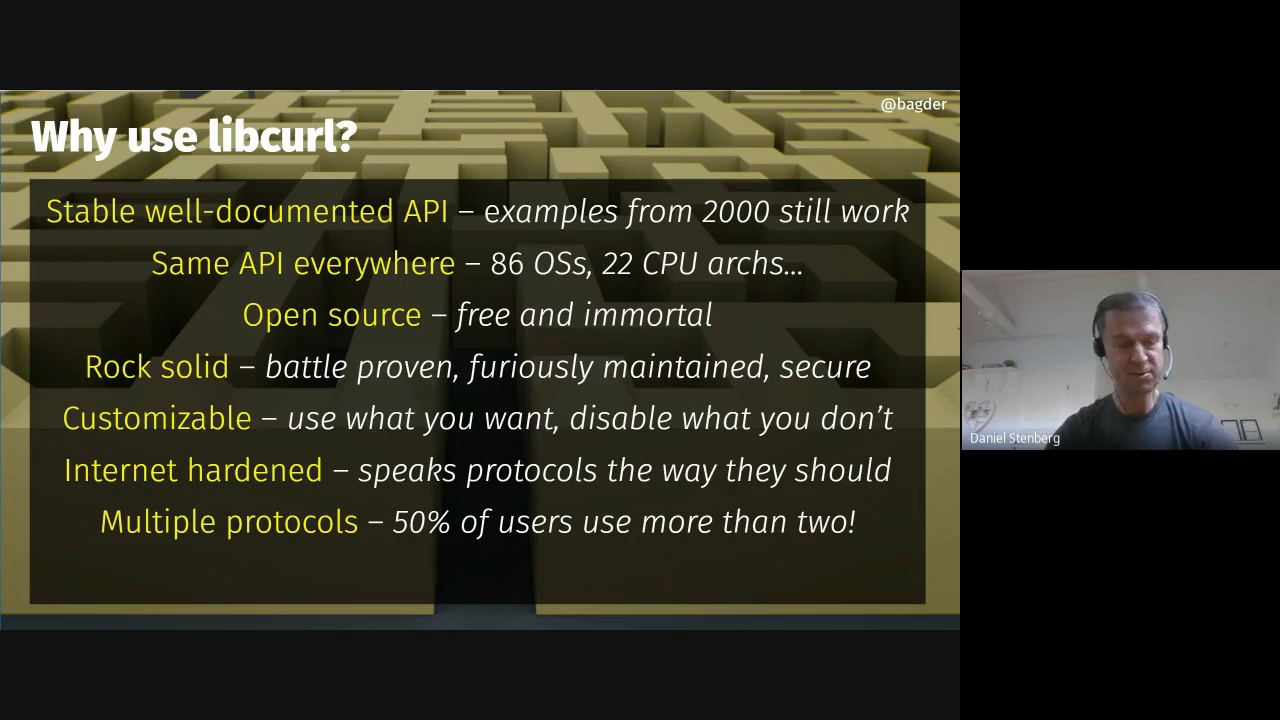 @bagder
Why use libcurl?
Stable well-documented API – examples from 2000 still work
Same API everywhere – 86 OSs, 22 CPU archs...
Open source – free and immortal
Rock solid – battle proven, furiously maintained, secure
Customizable – use what you want, disable what you don’t
Internet hardened – speaks protocols the way they should
Multiple protocols – 50% of users use more than two!
Daniel Stenberg